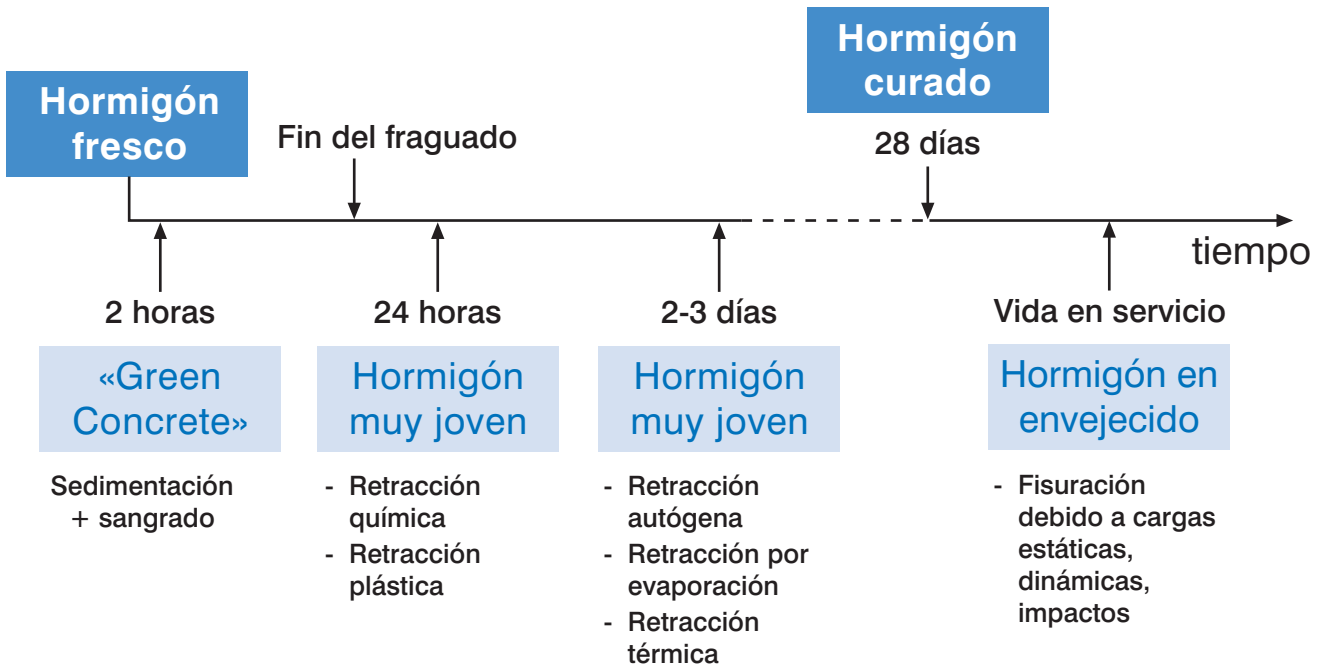 Hormigón
fresco
Fin del fraguado
Hormigón
curado
28 días
tiempo
2 horas
«Green
Concrete»
Sedimentación
+ sangrado
24 horas
Hormigón
muy joven
- Retracción
química
- Retracción
plástica
2-3 días
Hormigón
muy joven
- Retracción
autógena
- Retracción por
evaporación
- Retracción
térmica
Vida en servicio
Hormigón en
envejecido
- Fisuración
debido a cargas
estáticas,
dinámicas,
impactos